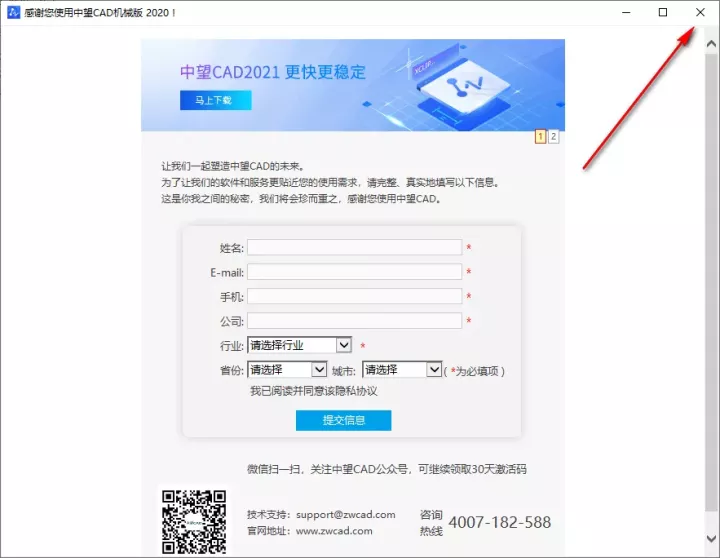 感谢您使用中望CAD机械版 2020！
中望CAD2021 更快更稳定
马上下载
XCLIP
1 2
让我们一起塑造中望CAD的未来。
为了让我们的软件和服务更贴近您的使用需求，请完整、真实地填写以下信息。
这是你我之间的秘密，我们将会珍而重之，感谢您使用中望CAD。
姓名: *
E-mail: *
手机: *
公司: *
行业: 请选择行业 *
省份: 请选择 城市: 请选择 ( *为必填项 )
我已阅读并同意该隐私协议
提交信息
微信扫一扫，关注中望CAD公众号，可继续领取30天激活码
技术支持：support@zwcad.com
官网地址：www.zwcad.com
咨询热线 4007-182-588